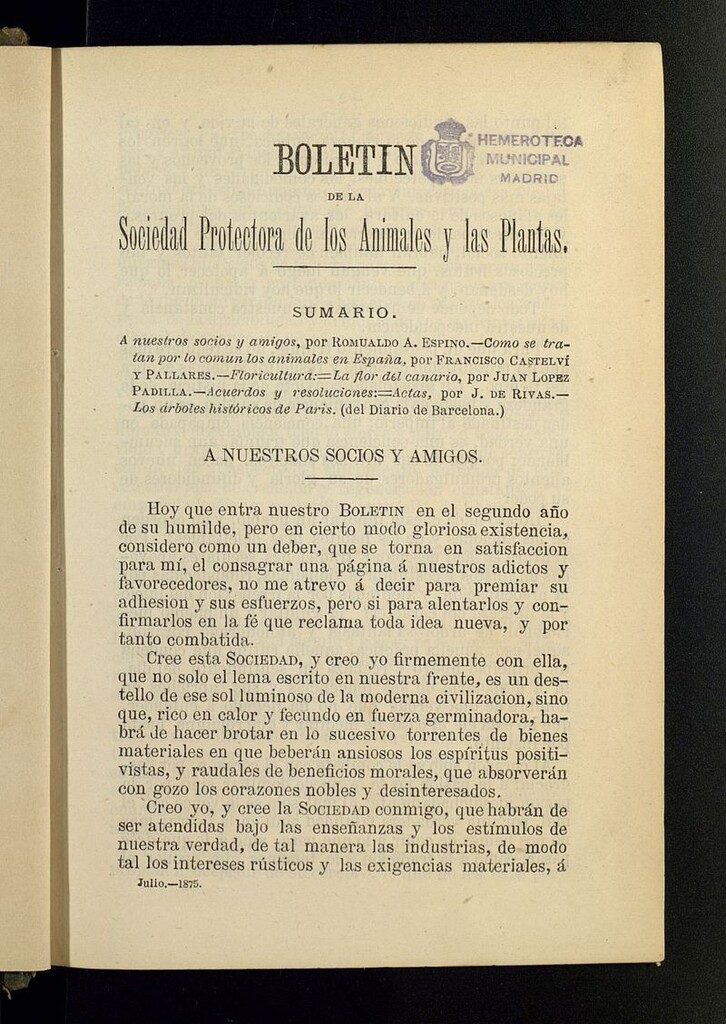 BOLETIN
HEMEROTECA
MUNICIPAL
MADRID
DE LA
Sociedad Protectora de los Animales y las Plantas.
SUMARIO.
A nuestros socios y amigos, por ROMUALDO A. ESPINO.—Como se tra-
tan por lo comun los animales en España, por FRANCISCO CASTELVÍ
Y PALLARES.—Floricultura:=La flor del canario, por JUAN LOPEZ
PADILLA.—Acuerdos y resoluciones:=Actas, por J. DE RIVAS.—
Los árboles históricos de Paris. (del Diario de Barcelona.)
A NUESTROS SOCIOS Y AMIGOS.
Hoy que entra nuestro BOLETIN en el segundo año
de su humilde, pero en cierto modo gloriosa existencia,
considero como un deber, que se torna en satisfaccion
para mí, el consagrar una página á nuestros adictos y
favorecedores, no me atrevo á decir para premiar su
adhesion y sus esfuerzos, pero si para alentarlos y con-
firmarlos en la fé que reclama toda idea nueva, y por
tanto combatida.
Cree esta SOCIEDAD, y creo yo firmemente con ella,
que no solo el lema escrito en nuestra frente, es un des-
tello de ese sol luminoso de la moderna civilizacion, sino
que, rico en calor y fecundo en fuerza germinadora, ha-
brá de hacer brotar en lo sucesivo torrentes de bienes
materiales en que beberán ansiosos los espíritus positi-
vistas, y raudales de beneficios morales, que absorverán
con gozo los corazones nobles y desinteresados.
Creo yo, y cree la SOCIEDAD conmigo, que habrán de
ser atendidas bajo las enseñanzas y los estímulos de
nuestra verdad, de tal manera las industrias, de modo
tal los intereses rústicos y las exigencias materiales, á
Julio.—1875.